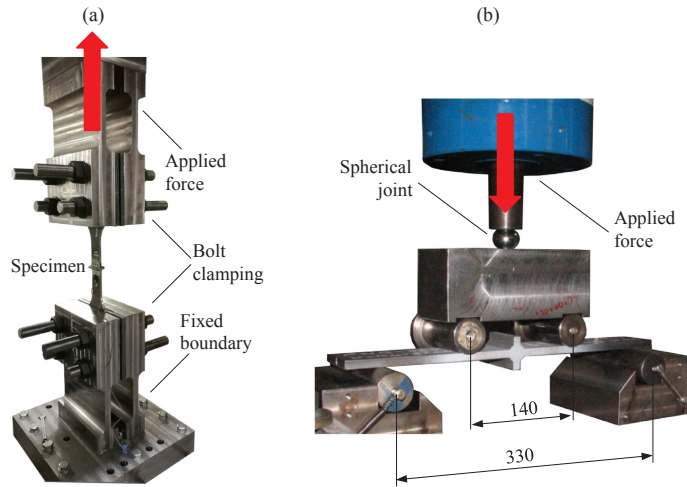 (a)
(b)
Applied
force
Spherical
joint
Applied
force
Bolt
clamping
Specimen
Fixed
boundary
140
330